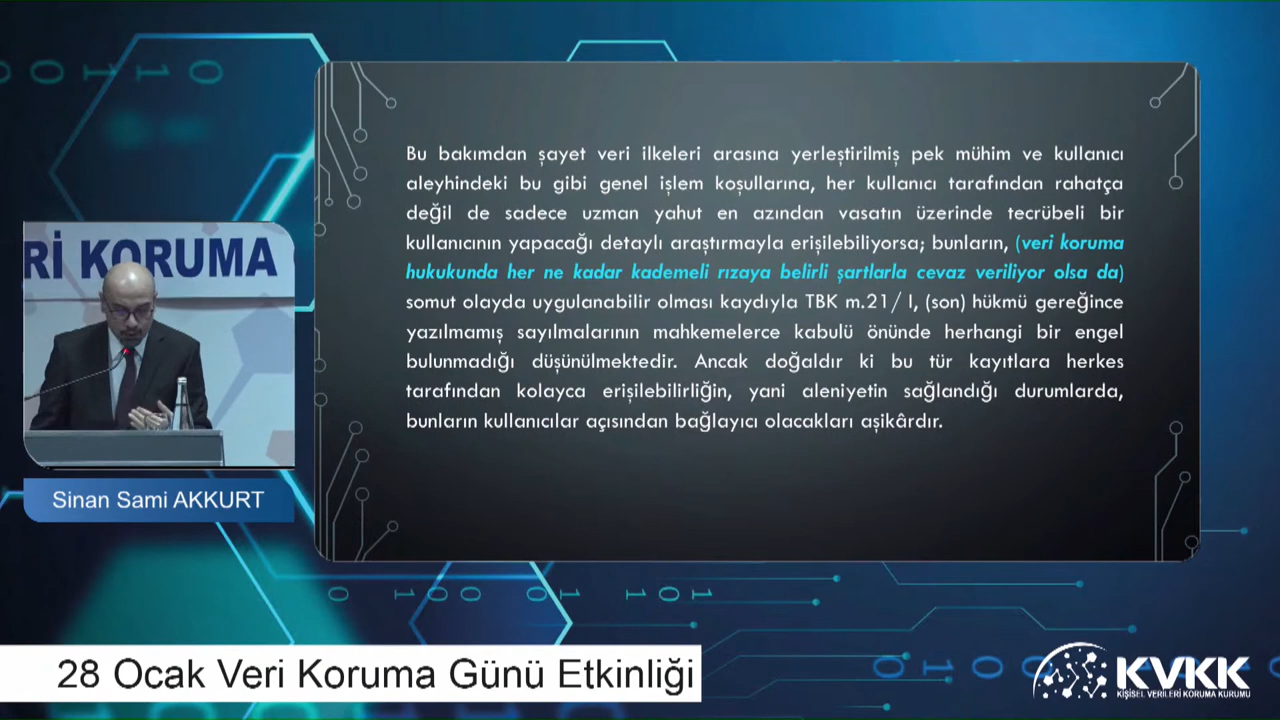 Bu bakımdan şayet veri ilkeleri arasına yerleştirilmiş pek mühim ve kullanıcı
aleyhindeki bu gibi genel işlem koşullarına, her kullanıcı tarafından rahatça
değil de sadece uzman yahut en azından vasatın üzerinde tecrübeli bir
kullanıcının yapacağı detaylı araştırmayla erişilebiliyorsa; bunların, (veri koruma
hukukunda her ne kadar kademeli rızaya belirli şartlarla cevaz veriliyor olsa da)
somut olayda uygulanabilir olması kaydıyla TBK m.21/ I, (son) hükmü gereğince
yazılmamış sayılmalarının mahkemelerce kabulü önünde herhangi bir engel
bulunmadığı düşünülmektedir. Ancak doğaldır ki bu tür kayıtlara herkes
tarafından kolayca erişilebilirliğin, yani aleniyetin sağlandığı durumlarda,
bunların kullanıcılar açısından bağlayıcı olacakları aşikârdır.
Rİ KORUMA
Sinan Sami AKKURT
28 Ocak Veri Koruma Günü Etkinliği
KVKK
KİŞİSEL VERİLERİ KORUMA KURUMU